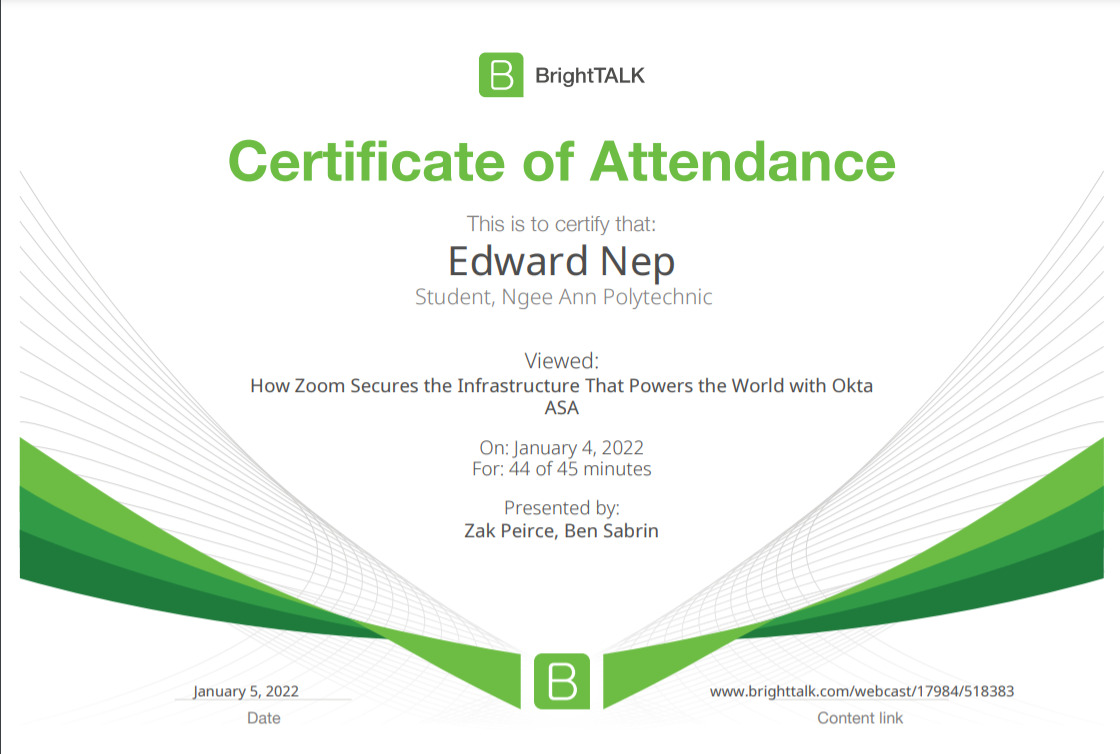 B BrightTALK
Certificate of Attendance
This is to certify that:
Edward Nep
Student, Ngee Ann Polytechnic
Viewed:
How Zoom Secures the Infrastructure That Powers the World with Okta
ASA
On: January 4, 2022
For: 44 of 45 minutes
Presented by:
Zak Peirce, Ben Sabrin
B
January 5, 2022
Date
www.brighttalk.com/webcast/17984/518383
Content link